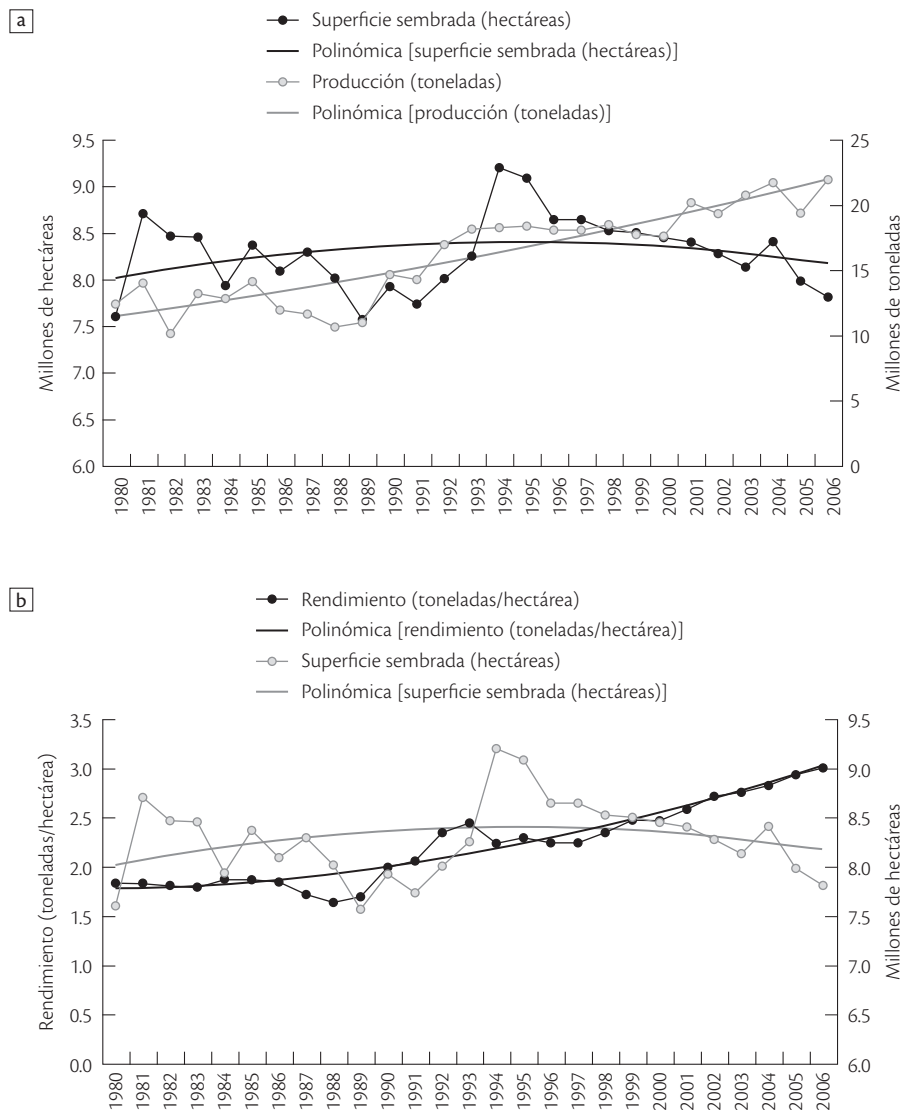 a
Superficie sembrada (hectáreas)
Polinómica [superficie sembrada (hectáreas)]
Producción (toneladas)
Polinómica [producción (toneladas)]
Millones de hectáreas
9.5
9.0
8.5
8.0
7.5
7.0
6.5
6.0
25
20
15
10
5
0
Millones de toneladas
1980 1981 1982 1983 1984 1985 1986 1987 1988 1989 1990 1991 1992 1993 1994 1995 1996 1997 1998 1999 2000 2001 2002 2003 2004 2005 2006
b
Rendimiento (toneladas/hectárea)
Polinómica [rendimiento (toneladas/hectárea)]
Superficie sembrada (hectáreas)
Polinómica [superficie sembrada (hectáreas)]
Rendimiento (toneladas/hectárea)
3.5
3.0
2.5
2.0
1.5
1.0
0.5
0.0
9.5
9.0
8.5
8.0
7.5
7.0
6.5
6.0
Millones de hectáreas
1980 1981 1982 1983 1984 1985 1986 1987 1988 1989 1990 1991 1992 1993 1994 1995 1996 1997 1998 1999 2000 2001 2002 2003 2004 2005 2006